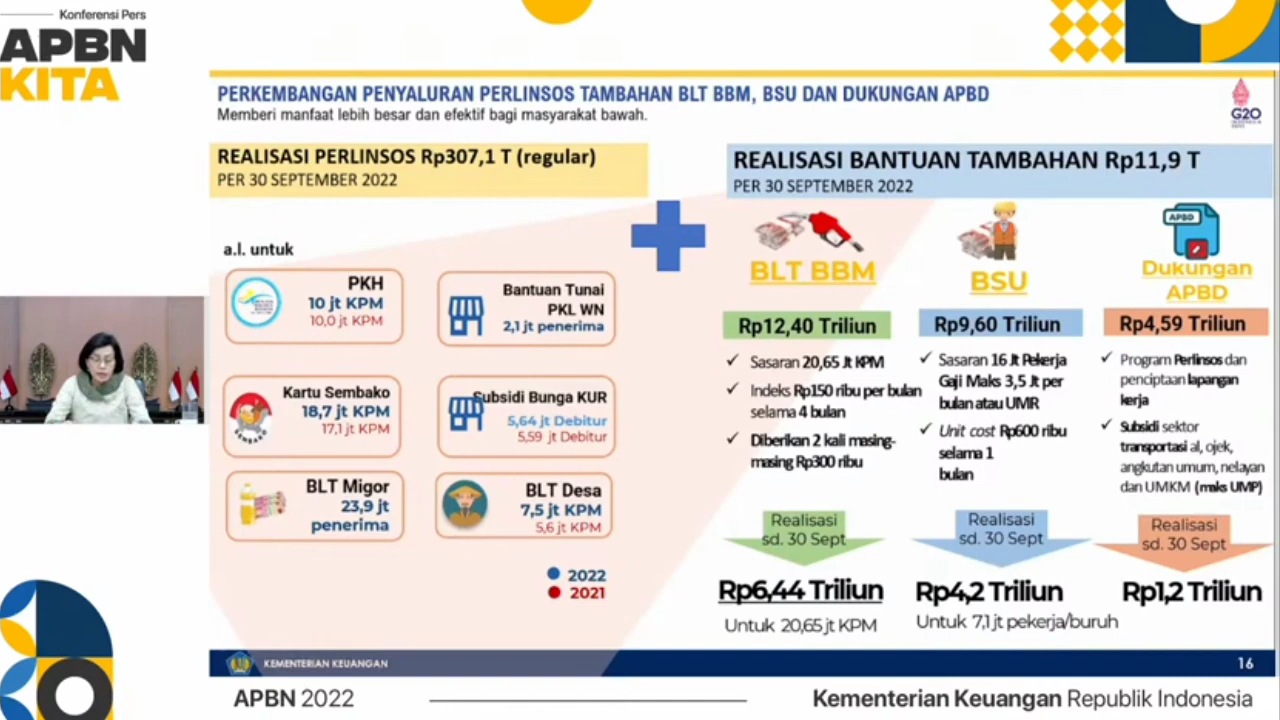 Konferensi Pers
APBN
KITA
PERKEMBANGAN PENYALURAN PERLINSOS TAMBAHAN BLT BBM, BSU DAN DUKUNGAN APBD
Memberi manfaat lebih besar dan efektif bagi masyarakat bawah.
G20
REALISASI PERLINSOS Rp307,1 T (regular)
PER 30 SEPTEMBER 2022
a.l. untuk
PKH
10 jt KPM
10,0 jt KPM
Bantuan Tunai
PKL WN
2,1 jt penerima
Kartu Sembako
18,7 jt KPM
17,1 jt KPM
SEMBAKO
Subsidi Bunga KUR
5,64 jt Debitur
5,59 jt Debitur
BLT Migor
23,9 jt
penerima
BLT Desa
7,5 jt KPM
5,6 jt KPM
2022
2021
REALISASI BANTUAN TAMBAHAN Rp11,9 T
PER 30 SEPTEMBER 2022
BLT BBM
Rp12,40 Triliun
Sasaran 20,65 Jt KPM
Indeks Rp150 ribu per bulan
selama 4 bulan
Diberikan 2 kali masing-
masing Rp300 ribu
Realisasi
sd. 30 Sept
Rp6,44 Triliun
Untuk 20,65 jt KPM
BSU
Rp9,60 Triliun
Sasaran 16 Jt Pekerja
Gaji Maks 3,5 Jt per
bulan atau UMR
Unit cost Rp600 ribu
selama 1
bulan
Realisasi
sd. 30 Sept
Rp4,2 Triliun
Untuk 7,1 jt pekerja/buruh
APBD
Dukungan
APBD
Rp4,59 Triliun
Program Perlinsos dan
penciptaan lapangan
kerja
Subsidi sektor
transportasi al, ojek,
angkutan umum, nelayan
dan UMKM (maks UMP)
Realisasi
sd. 30 Sept
Rp1,2 Triliun
KEMENTERIAN KEUANGAN
16
APBN 2022
Kementerian Keuangan Republik Indonesia